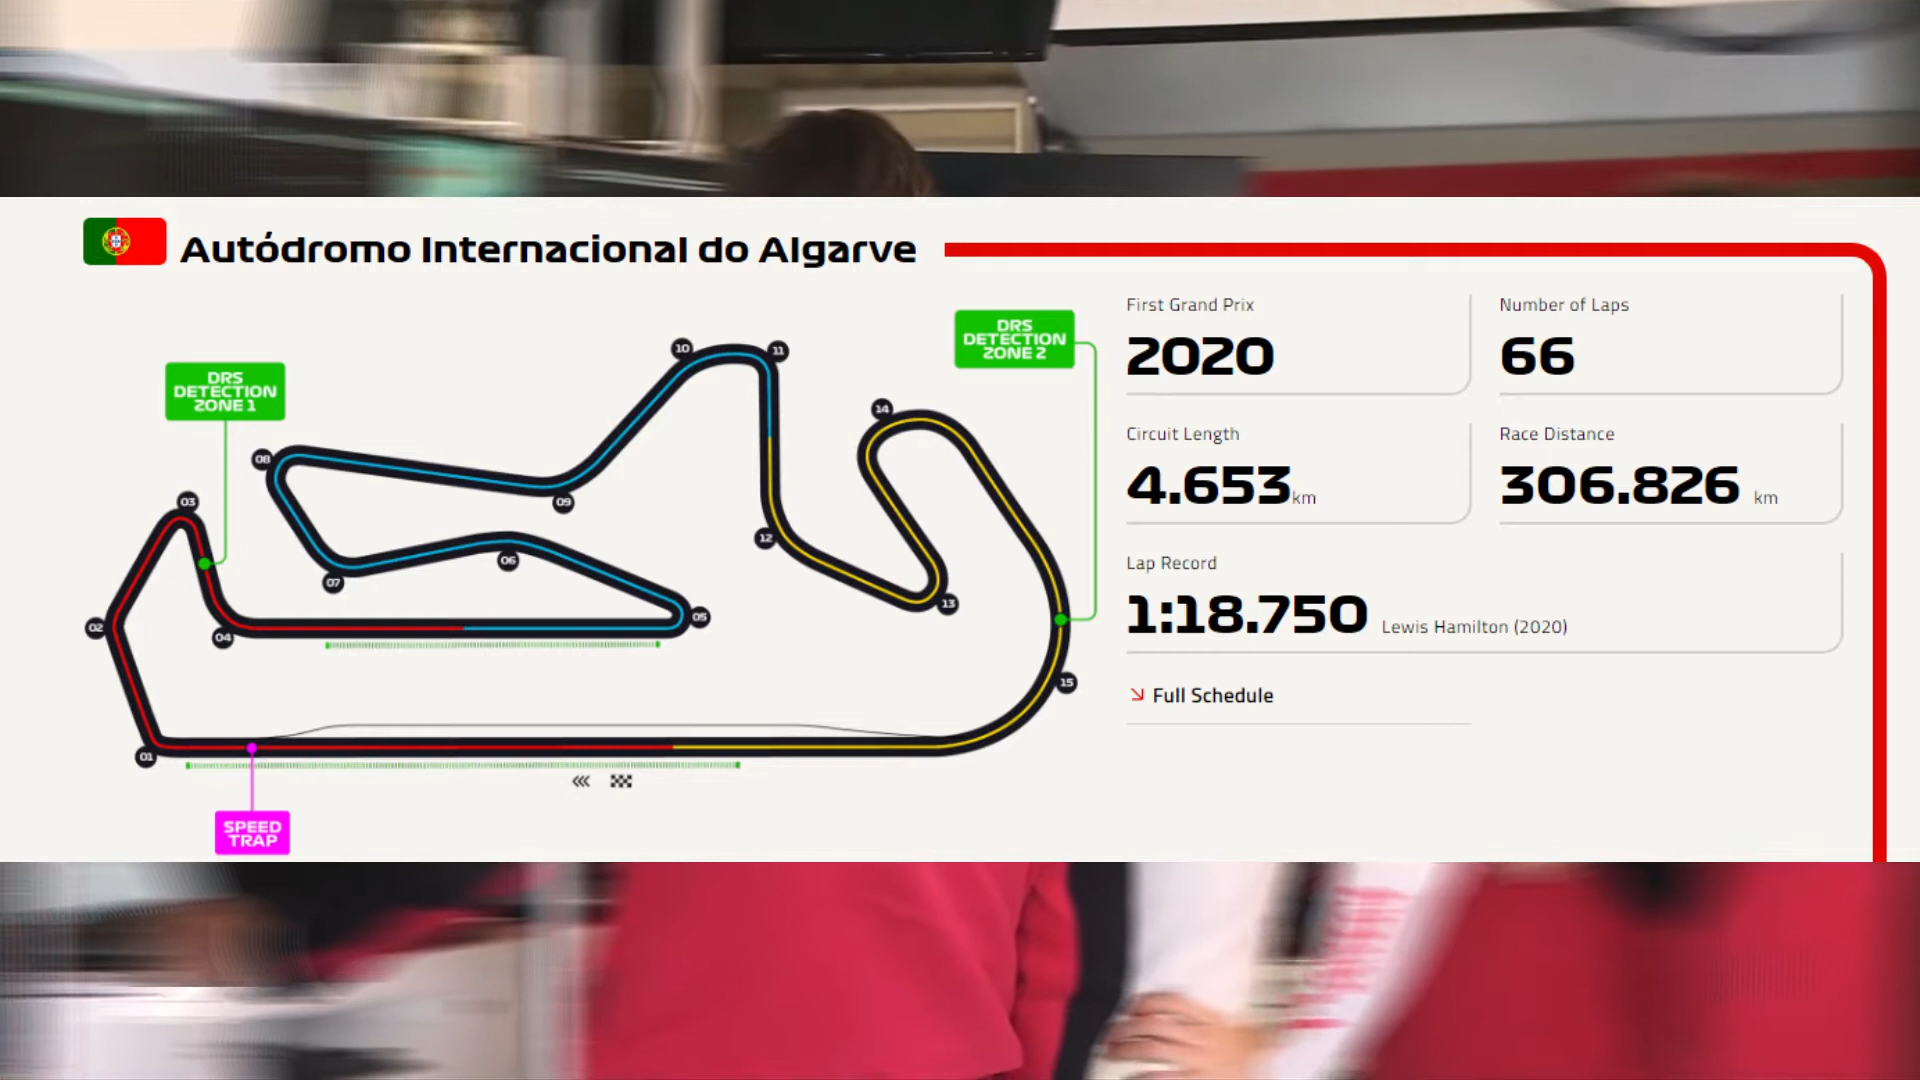 Autódromo Internacional do Algarve
DRS
DETECTION
ZONE 1
DRS
DETECTION
ZONE 2
10
11
14
08
03
09
12
06
07
13
05
02
04
15
01
SPEED
TRAP
First Grand Prix
2020
Number of Laps
66
Circuit Length
4.653km
Race Distance
306.826 km
Lap Record
1:18.750 Lewis Hamilton (2020)
Full Schedule